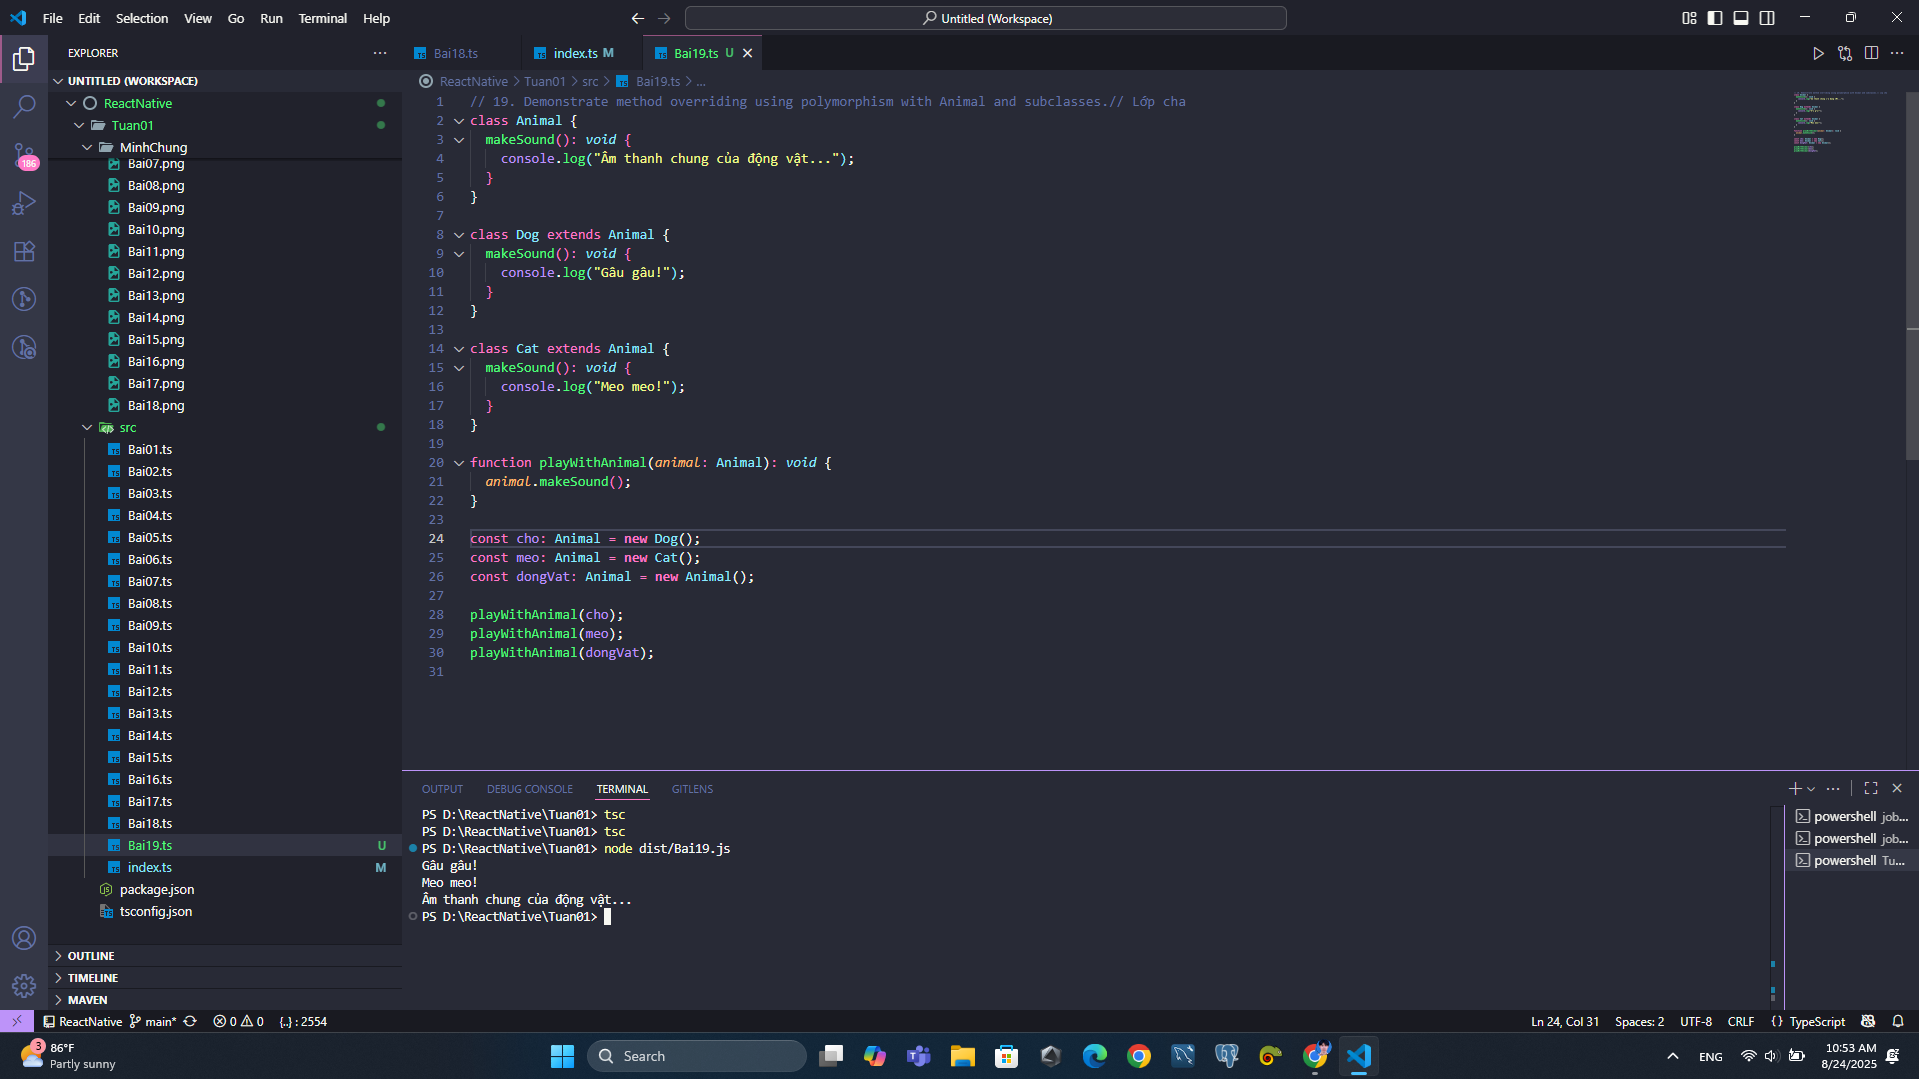 File Edit Selection View Go Run Terminal Help
Untitled (Workspace)
EXPLORER
UNTITLED (WORKSPACE)
ReactNative
Tuan01
MinhChung
Bai07.png
Bai08.png
Bai09.png
Bai10.png
Bai11.png
Bai12.png
Bai13.png
Bai14.png
Bai15.png
Bai16.png
Bai17.png
Bai18.png
src
Bai01.ts
Bai02.ts
Bai03.ts
Bai04.ts
Bai05.ts
Bai06.ts
Bai07.ts
Bai08.ts
Bai09.ts
Bai10.ts
Bai11.ts
Bai12.ts
Bai13.ts
Bai14.ts
Bai15.ts
Bai16.ts
Bai17.ts
Bai18.ts
Bai19.ts U
index.ts M
package.json
tsconfig.json
OUTLINE
TIMELINE
MAVEN
186
Bai18.ts index.ts M Bai19.ts U
ReactNative > Tuan01 > src > Bai19.ts > ...
1 // 19. Demonstrate method overriding using polymorphism with Animal and subclasses.// Lớp cha
2 class Animal {
3 makeSound(): void {
4 console.log("Âm thanh chung của động vật...");
5 }
6 }
7
8 class Dog extends Animal {
9 makeSound(): void {
10 console.log("Gâu gâu!");
11 }
12 }
13
14 class Cat extends Animal {
15 makeSound(): void {
16 console.log("Meo meo!");
17 }
18 }
19
20 function playWithAnimal(animal: Animal): void {
21 animal.makeSound();
22 }
23
24 const cho: Animal = new Dog();
25 const meo: Animal = new Cat();
26 const dongVat: Animal = new Animal();
27
28 playWithAnimal(cho);
29 playWithAnimal(meo);
30 playWithAnimal(dongVat);
31
OUTPUT DEBUG CONSOLE TERMINAL GITLENS
PS D:\ReactNative\Tuan01> tsc
PS D:\ReactNative\Tuan01> tsc
PS D:\ReactNative\Tuan01> node dist/Bai19.js
Gâu gâu!
Meo meo!
Âm thanh chung của động vật...
PS D:\ReactNative\Tuan01>
powershell job...
powershell job...
powershell Tu...
ReactNative main* 0 0 {..} : 2554
Ln 24, Col 31 Spaces: 2 UTF-8 CRLF {} TypeScript
3
86°F
Partly sunny
Search
ENG
10:53 AM
8/24/2025